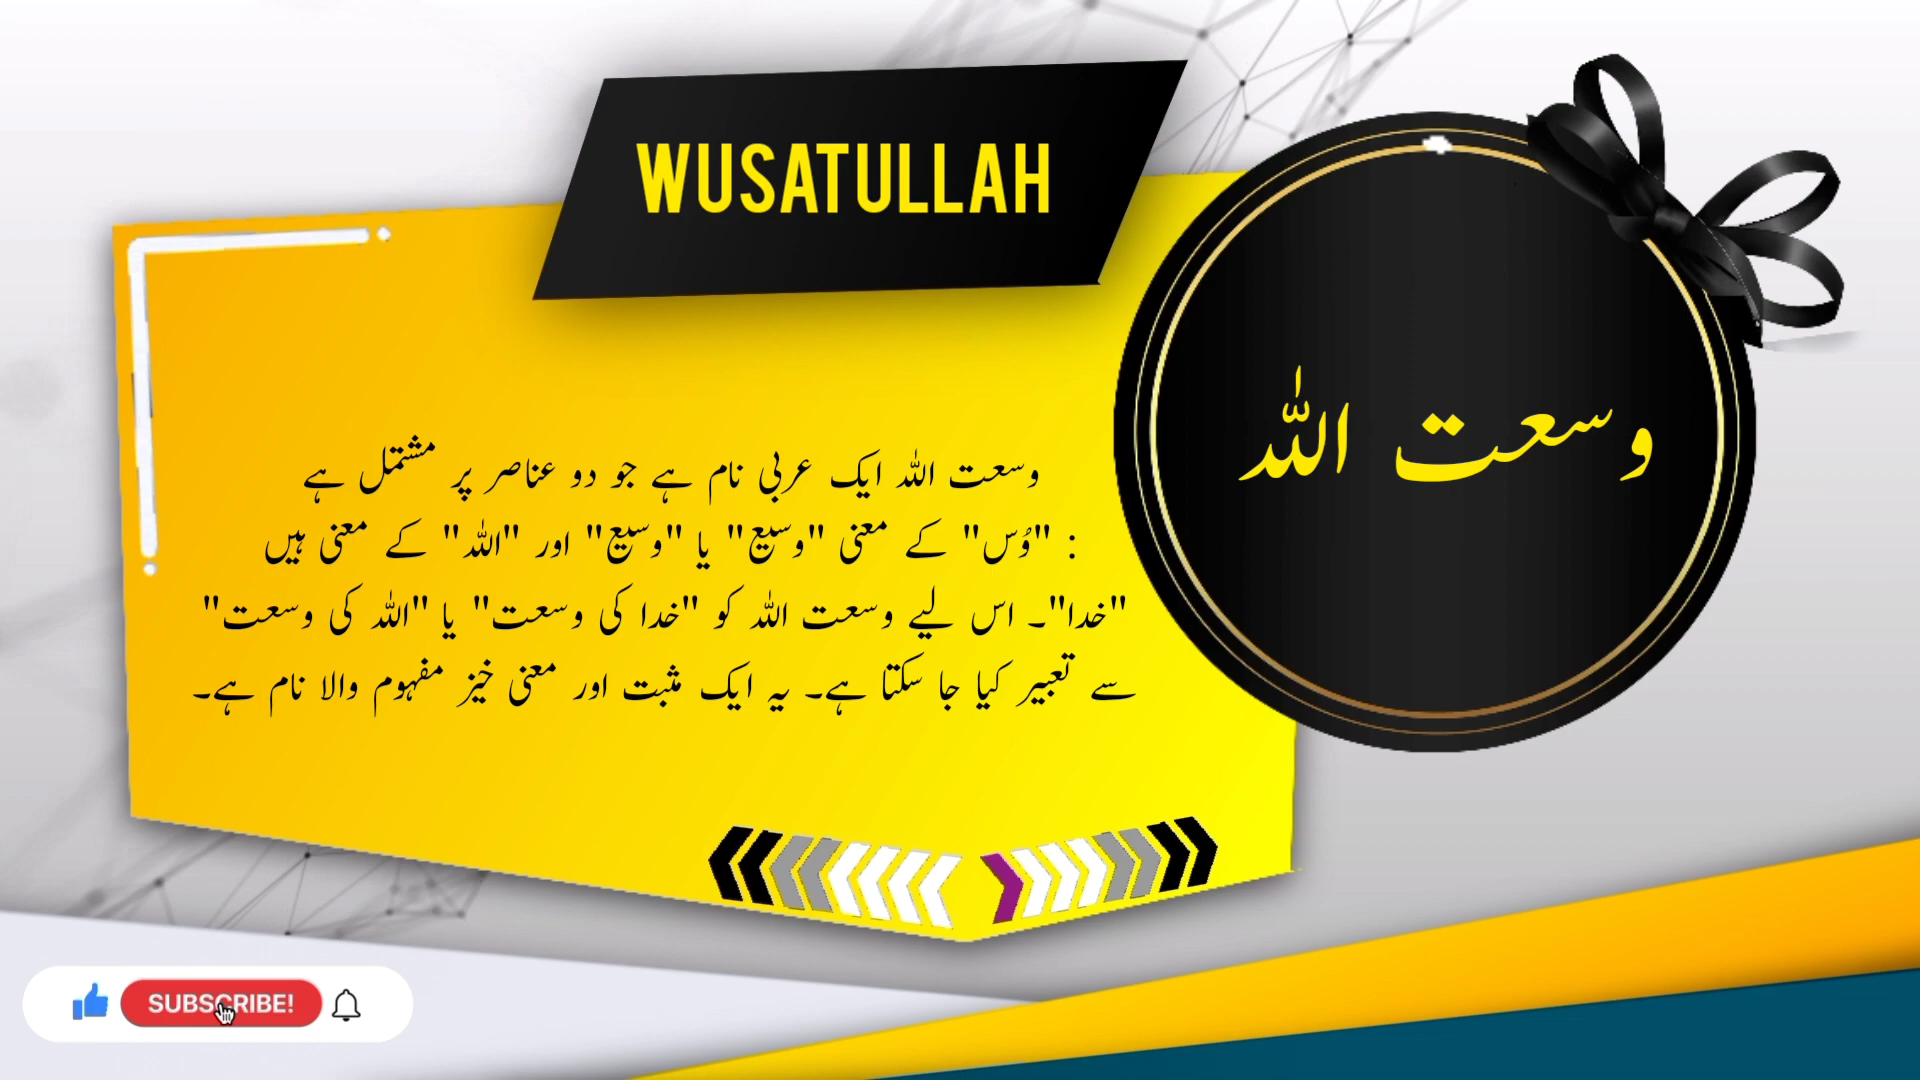 WUSATULLAH
وسعت اللہ
وسعت اللہ ایک عربی نام ہے جو دو عناصر پر مشتمل ہے
: "وُس" کے معنی "وسیع" یا "وسیع" اور "اللہ" کے معنی ہیں
"خدا"۔ اس لیے وسعت اللہ کو "خدا کی وسعت" یا "اللہ کی وسعت"
سے تعبیر کیا جا سکتا ہے۔ یہ ایک مثبت اور معنی خیز مفہوم والا نام ہے۔
SUBSCRIBE!